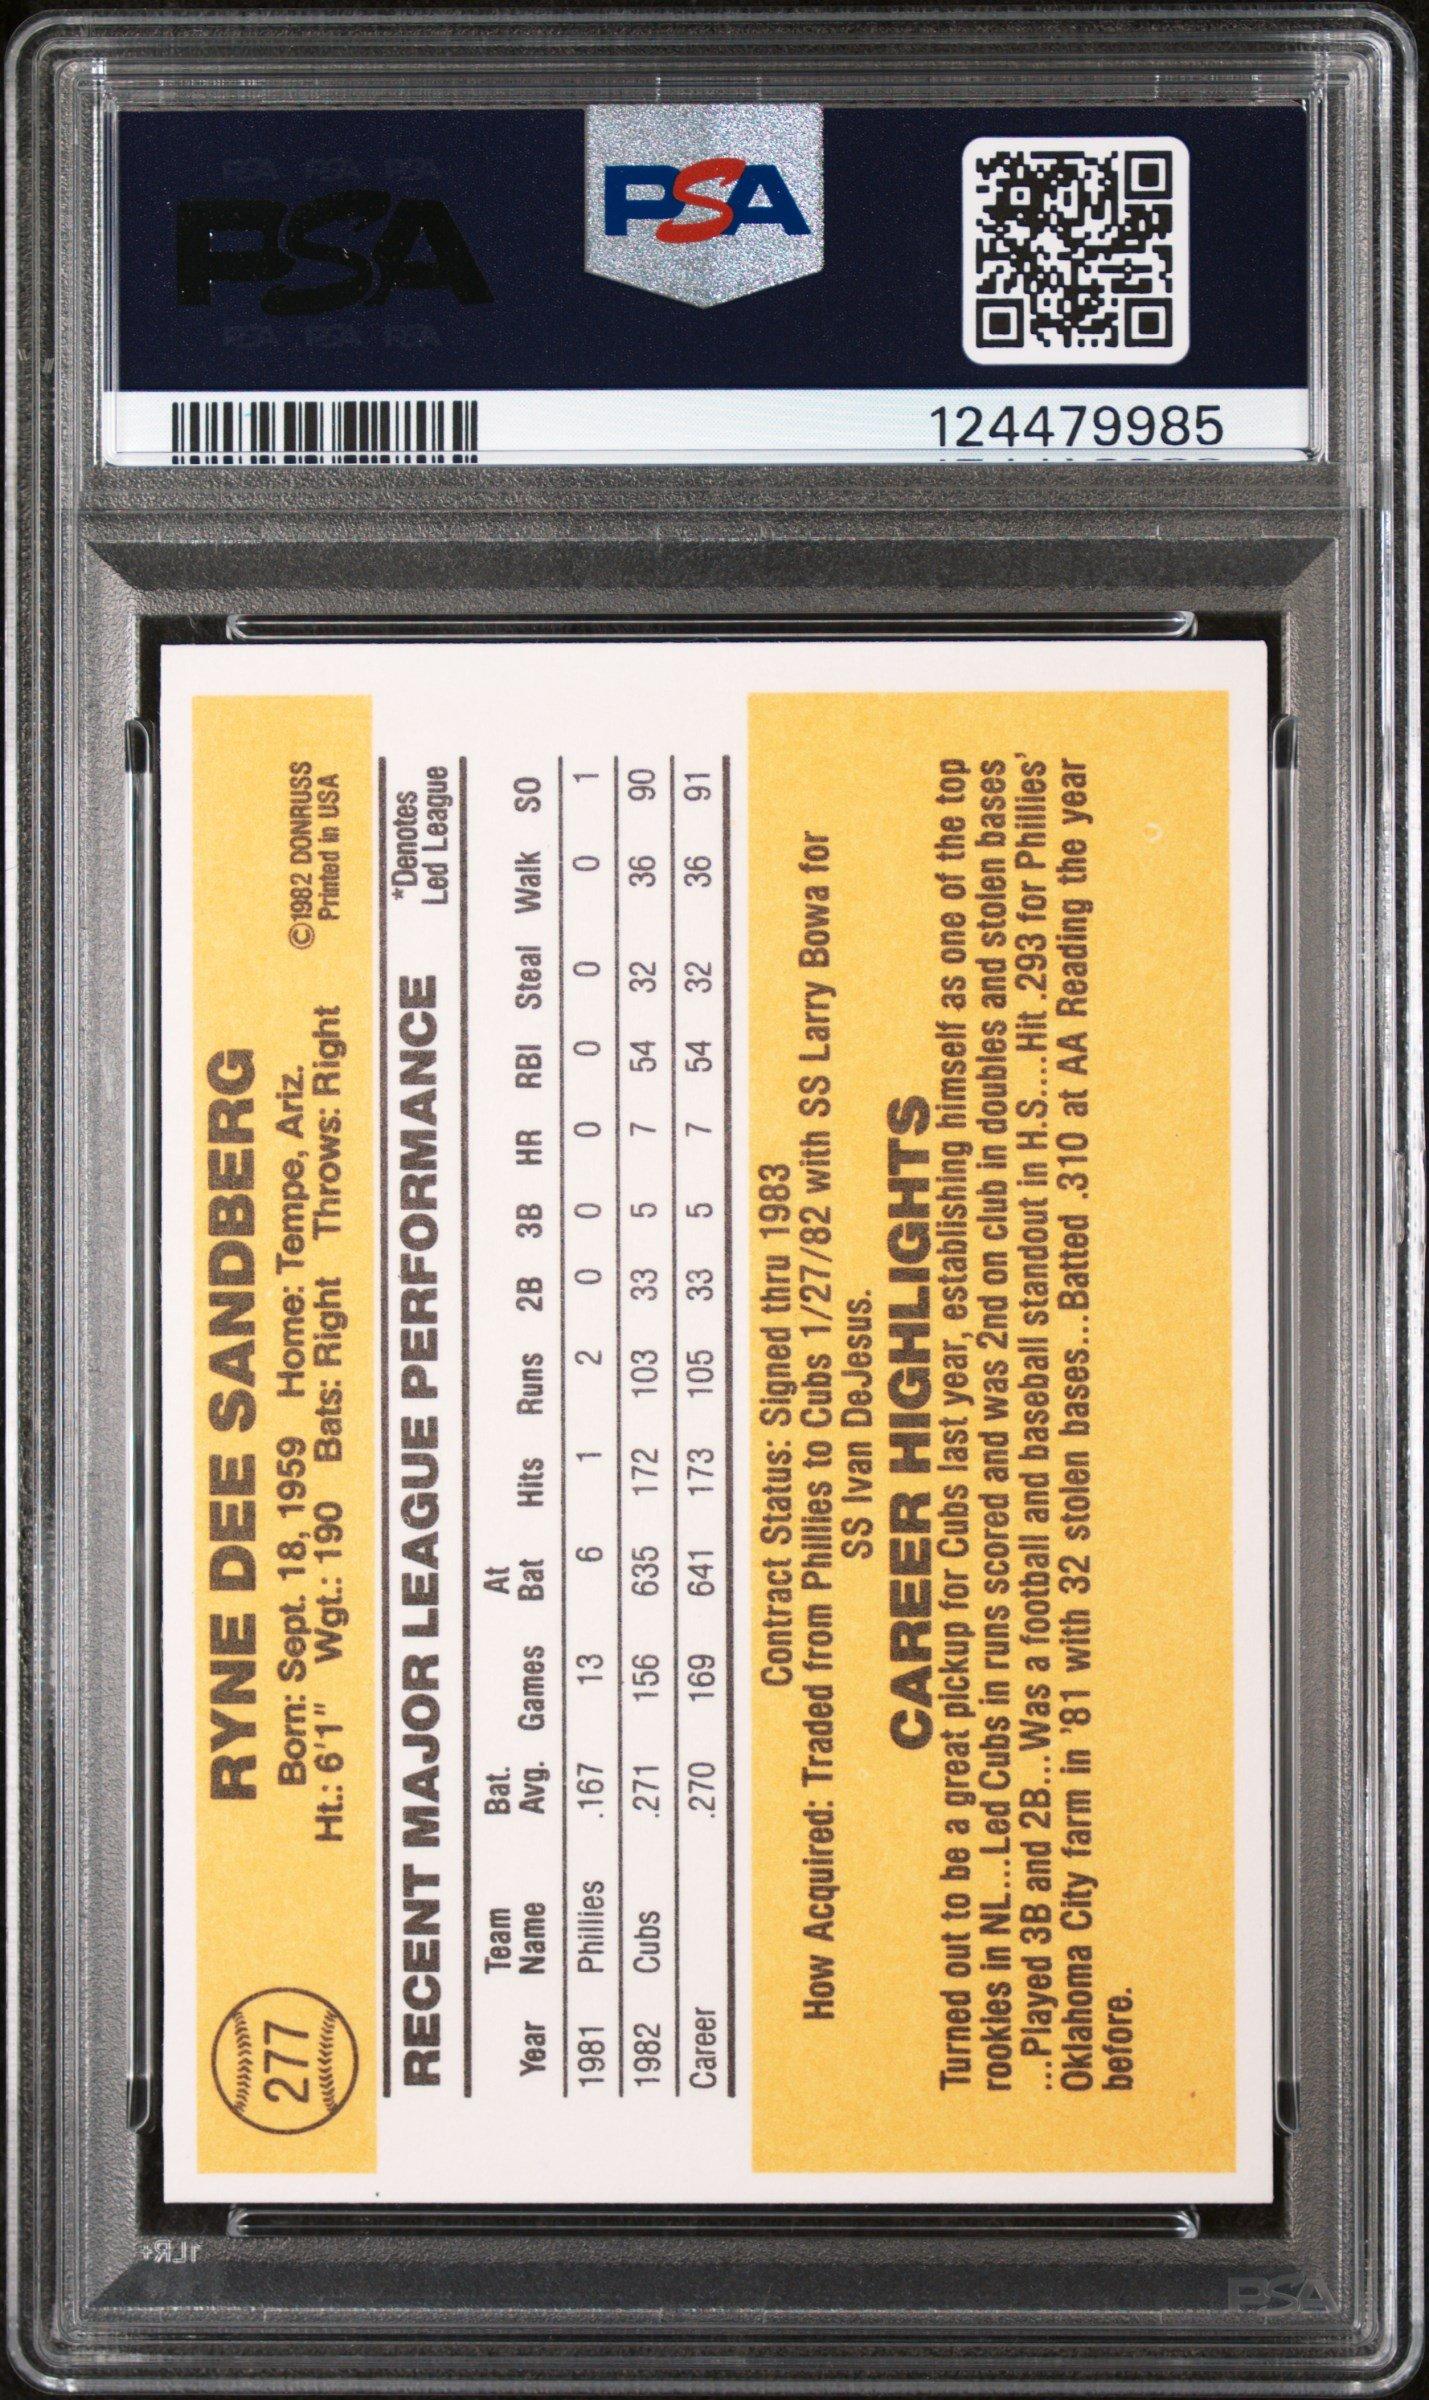 PSA PSA PSA
PSA
PSA PSA PSA
PSA
124479985
277
RYNE DEE SANDBERG
Born: Sept. 18, 1959 Home: Tempe, Ariz.
Ht.: 6'1" Wgt.: 190 Bats: Right Throws: Right
©1982 DONRUSS
Printed in USA
RECENT MAJOR LEAGUE PERFORMANCE
*Denotes
Led League
Year Team Name Bat. Avg. Games At Bat Hits Runs 2B 3B HR RBI Steal Walk SO
1981 Phillies .167 13 6 1 2 0 0 0 0 0 0 1
1982 Cubs .271 156 635 172 103 33 5 7 54 32 36 90
Career .270 169 641 173 105 33 5 7 54 32 36 91
Contract Status: Signed thru 1983
How Acquired: Traded from Phillies to Cubs 1/27/82 with SS Larry Bowa for
SS Ivan DeJesus.
CAREER HIGHLIGHTS
Turned out to be a great pickup for Cubs last year, establishing himself as one of the top
rookies in NL...Led Cubs in runs scored and was 2nd on club in doubles and stolen bases
...Played 3B and 2B...Was a football and baseball standout in H.S....Hit .293 for Phillies'
Oklahoma City farm in '81 with 32 stolen bases...Batted .310 at AA Reading the year
before.
1LR+
PSA